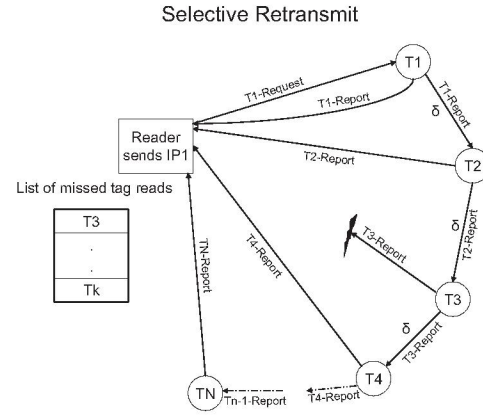 Selective Retransmit
T1
T1-Request
T1-Report
T1-Report
δ
Reader
sends IP1
T2-Report
T2
List of missed tag reads
T3
.
.
Tk
δ
T2-Report
T3-Report
T4-Report
TN-Report
T3
δ
T3-Report
T4
T4-Report
Tn-1-Report
TN